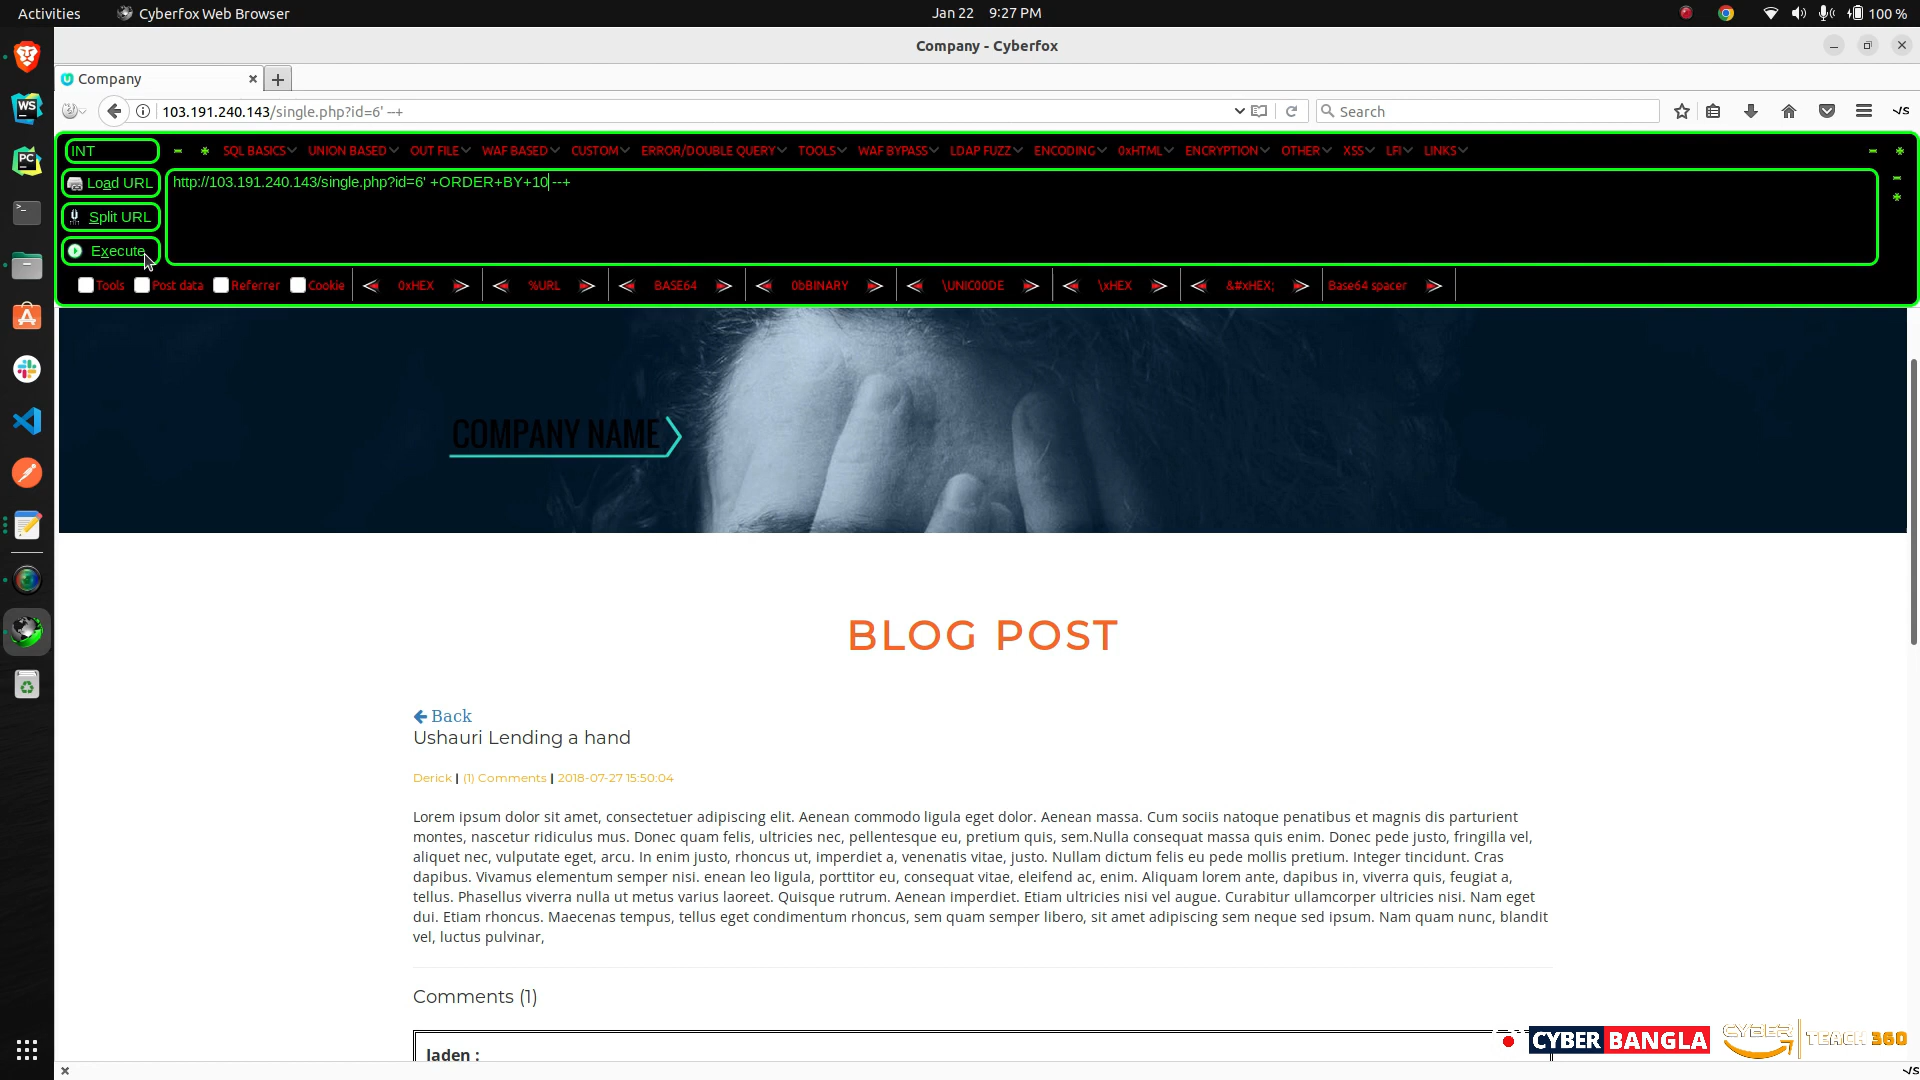 Activities
Cyberfox Web Browser
Jan 22 9:27 PM
100 %
Company - Cyberfox
Company
103.191.240.143/single.php?id=6' --+
Search
INT
SQL BASICS
UNION BASED
OUT FILE
WAF BASED
CUSTOM
ERROR/DOUBLE QUERY
TOOLS
WAF BYPASS
LDAP FUZZ
ENCODING
0xHTML
ENCRYPTION
OTHER
XSS
LFI
LINKS
Load URL
http://103.191.240.143/single.php?id=6' +ORDER+BY+10 --+
Split URL
Execute
Tools
Post data
Referrer
Cookie
0xHEX
%URL
BASE64
0bBINARY
\UNIC00DE
\xHEX
&#xHEX;
Base64 spacer
COMPANY NAME
BLOG POST
Back
Ushauri Lending a hand
Derick | (1) Comments | 2018-07-27 15:50:04
Lorem ipsum dolor sit amet, consectetuer adipiscing elit. Aenean commodo ligula eget dolor. Aenean massa. Cum sociis natoque penatibus et magnis dis parturient
montes, nascetur ridiculus mus. Donec quam felis, ultricies nec, pellentesque eu, pretium quis, sem.Nulla consequat massa quis enim. Donec pede justo, fringilla vel,
aliquet nec, vulputate eget, arcu. In enim justo, rhoncus ut, imperdiet a, venenatis vitae, justo. Nullam dictum felis eu pede mollis pretium. Integer tincidunt. Cras
dapibus. Vivamus elementum semper nisi. enean leo ligula, porttitor eu, consequat vitae, eleifend ac, enim. Aliquam lorem ante, dapibus in, viverra quis, feugiat a,
tellus. Phasellus viverra nulla ut metus varius laoreet. Quisque rutrum. Aenean imperdiet. Etiam ultricies nisi vel augue. Curabitur ullamcorper ultricies nisi. Nam eget
dui. Etiam rhoncus. Maecenas tempus, tellus eget condimentum rhoncus, sem quam semper libero, sit amet adipiscing sem neque sed ipsum. Nam quam nunc, blandit
vel, luctus pulvinar,
Comments (1)
laden :
CYBER BANGLA
CYBER TEACH 360